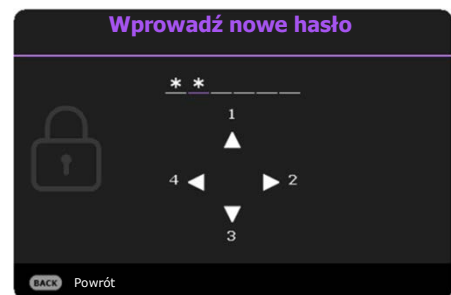 Wprowadź nowe hasło
* * _ _ _ _
1
4 2
3
BACK Powrót